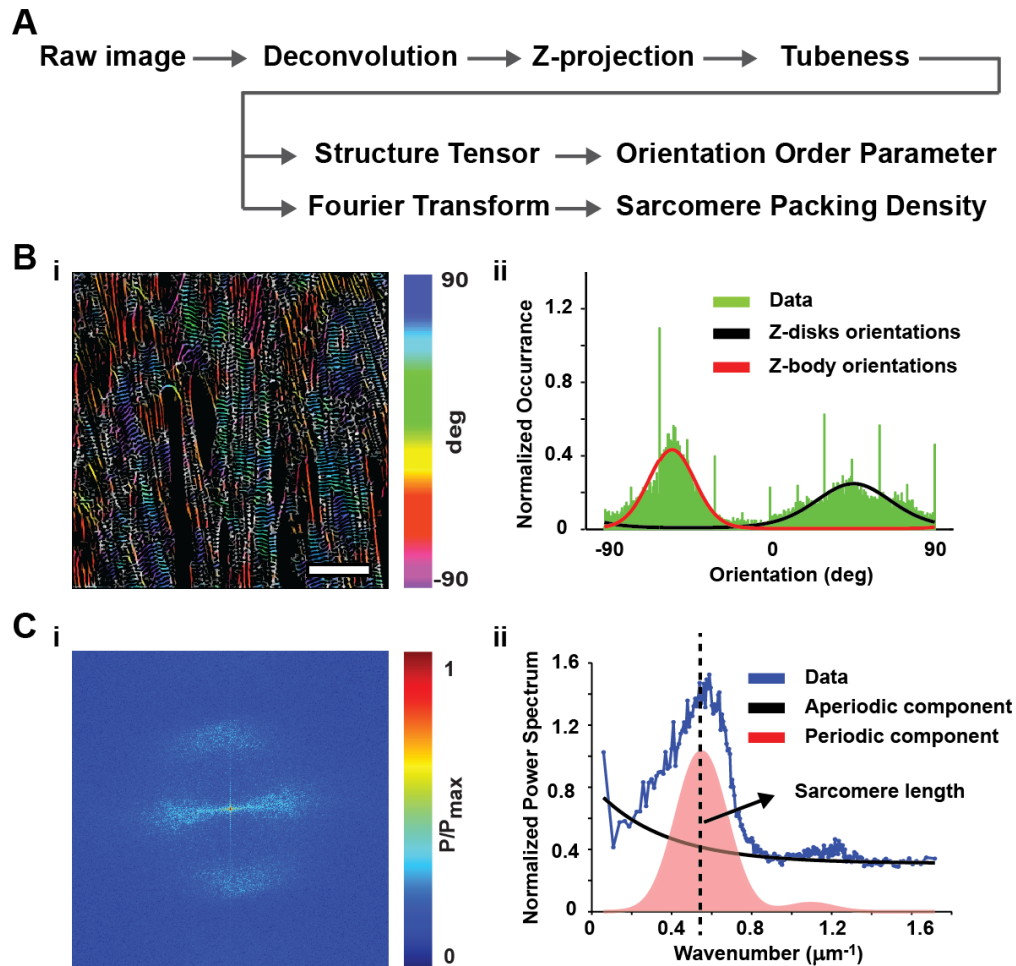 A
Raw image Deconvolution Z-projection Tubeness
Structure Tensor Orientation Order Parameter
Fourier Transform Sarcomere Packing Density
B
i
90
deg
-90
ii
Normalized Occurrance
1.2
0.8
0.4
0
Data
Z-disks orientations
Z-body orientations
-90 0 90
Orientation (deg)
C
i
1
P/Pmax
0
ii
Normalized Power Spectrum
1.6
1.2
0.8
0.4
0
Data
Aperiodic component
Periodic component
Sarcomere length
0 0.4 0.8 1.2 1.6
Wavenumber (μm⁻¹)